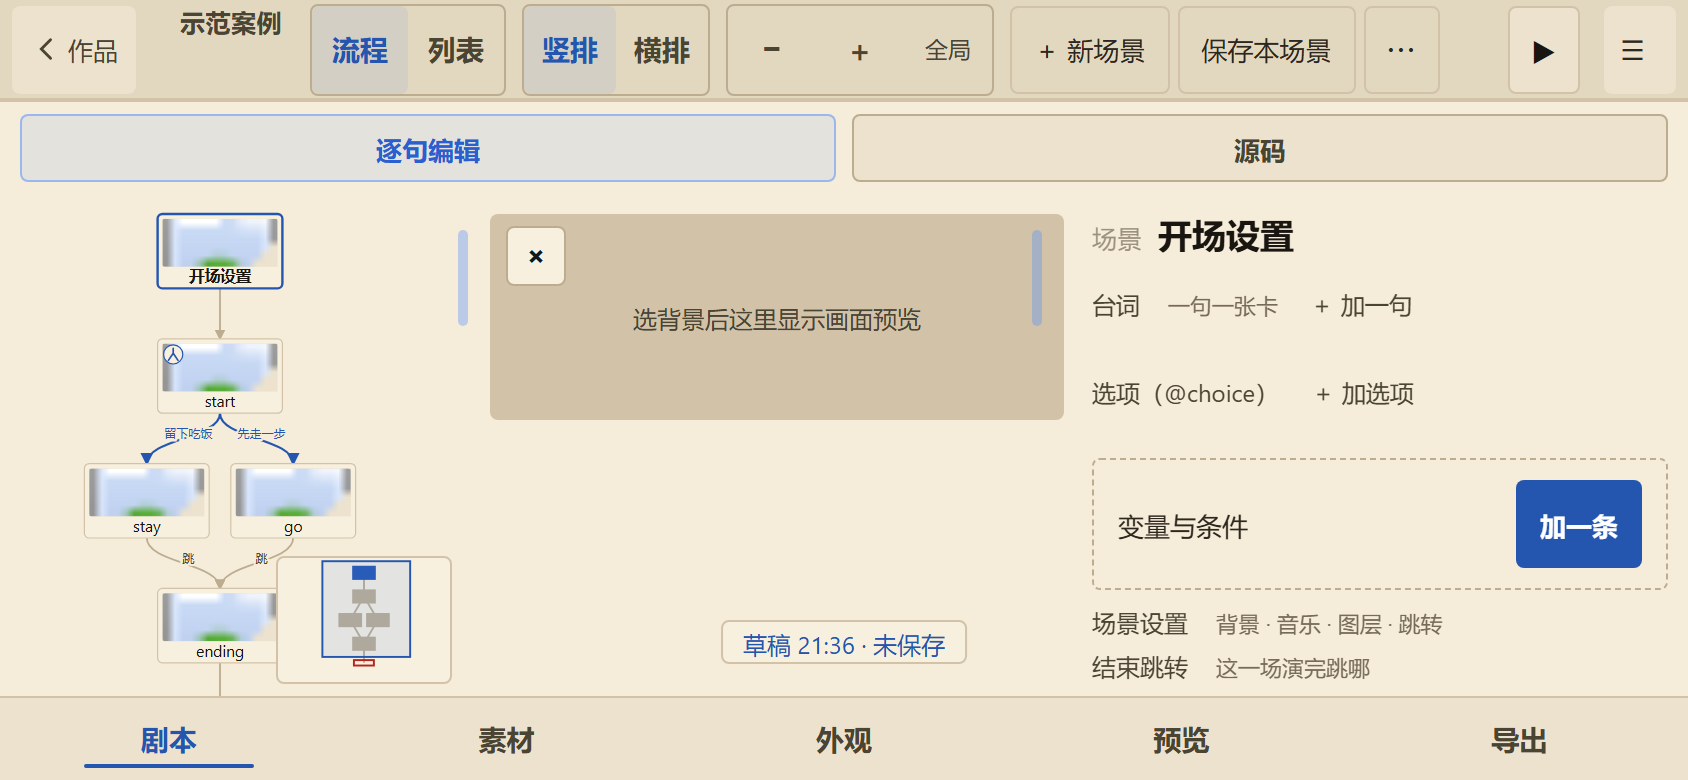 作品
示范案例
流程 列表
竖排 横排
− + 全局
+ 新场景
保存本场景
···
▶
☰
逐句编辑
源码
开场设置
start
留下吃饭 先走一步
stay go
跳 跳
ending
×
选背景后这里显示画面预览
草稿 21:36 · 未保存
场景 开场设置
台词 一句一张卡 + 加一句
选项（@choice） + 加选项
变量与条件 加一条
场景设置 背景 · 音乐 · 图层 · 跳转
结束跳转 这一场演完跳哪
剧本 素材 外观 预览 导出